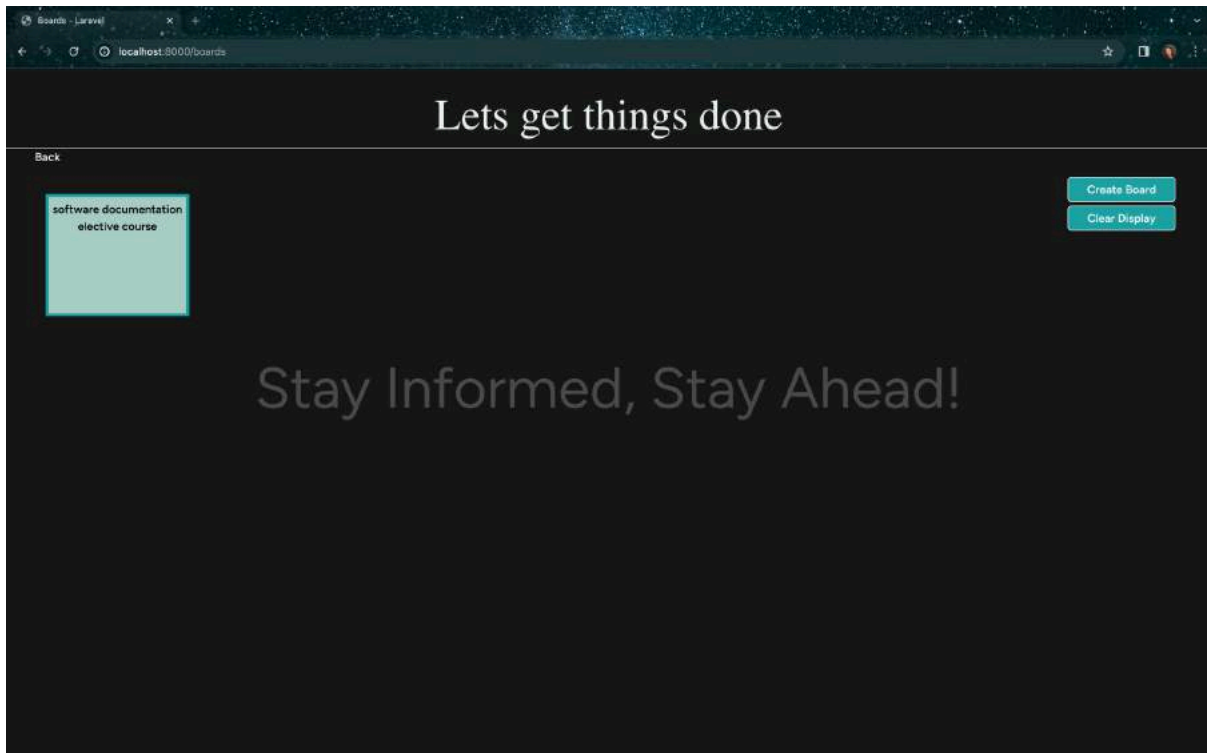 Boards - Laravel
localhost:8000/boards
Lets get things done
Back
Create Board
Clear Display
software documentation
elective course
Stay Informed, Stay Ahead!